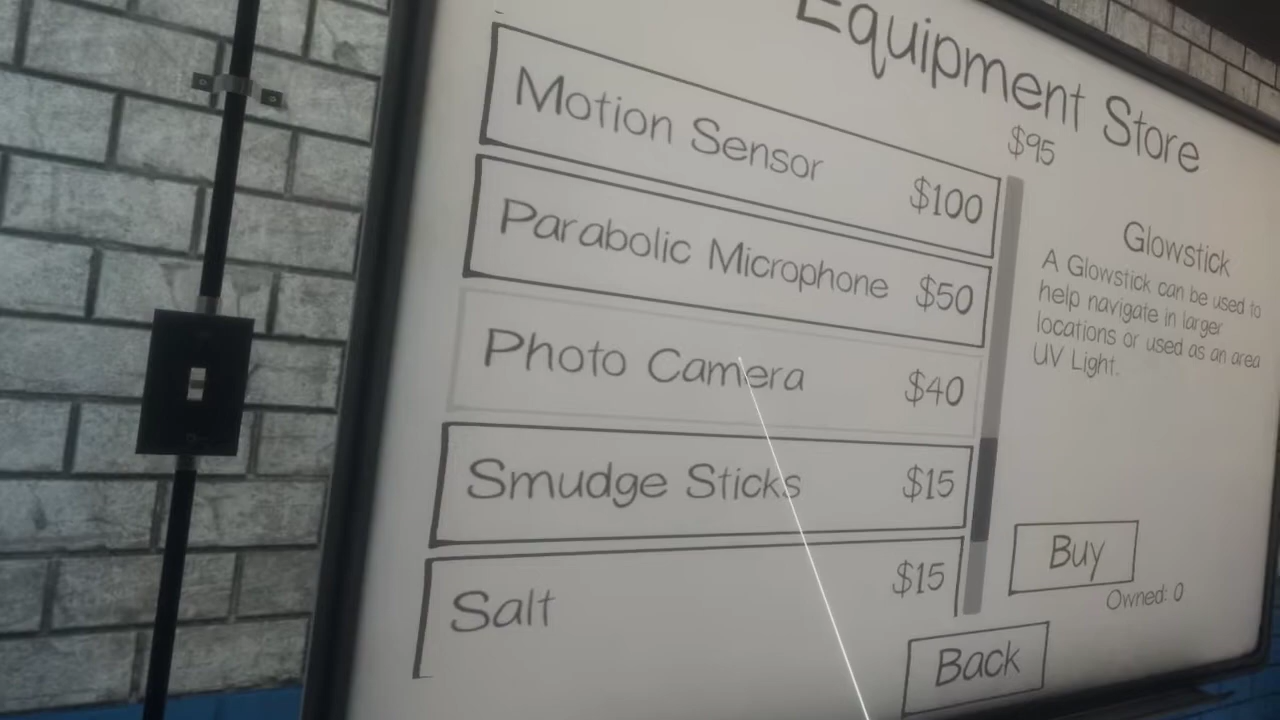 Equipment Store
$95
Motion Sensor $100
Parabolic Microphone $50
Photo Camera $40
Smudge Sticks $15
Salt $15
Glowstick
A Glowstick can be used to
help navigate in larger
locations or used as an area
UV Light.
Buy
Owned: 0
Back